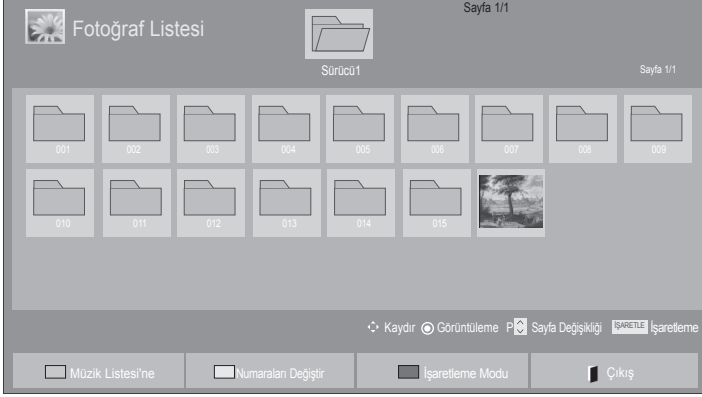 Sayfa 1/1
Fotoğraf Listesi
Sürücü1
Sayfa 1/1
001 002 003 004 005 006 007 008 009
010 011 012 013 014 015
Kaydır Görüntüleme P Sayfa Değişikliği İŞARETLE İşaretleme
Müzik Listesi'ne Numaraları Değiştir İşaretleme Modu Çıkış